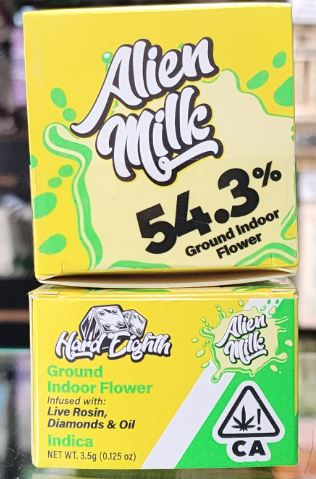 Alien
Milk
54.3%
Ground Indoor
Flower
Hard Eighth
Ground
Indoor Flower
Infused with:
Live Rosin,
Diamonds & Oil
Indica
NET WT. 3.5g (0.125 oz)
Alien
Milk
!
CA